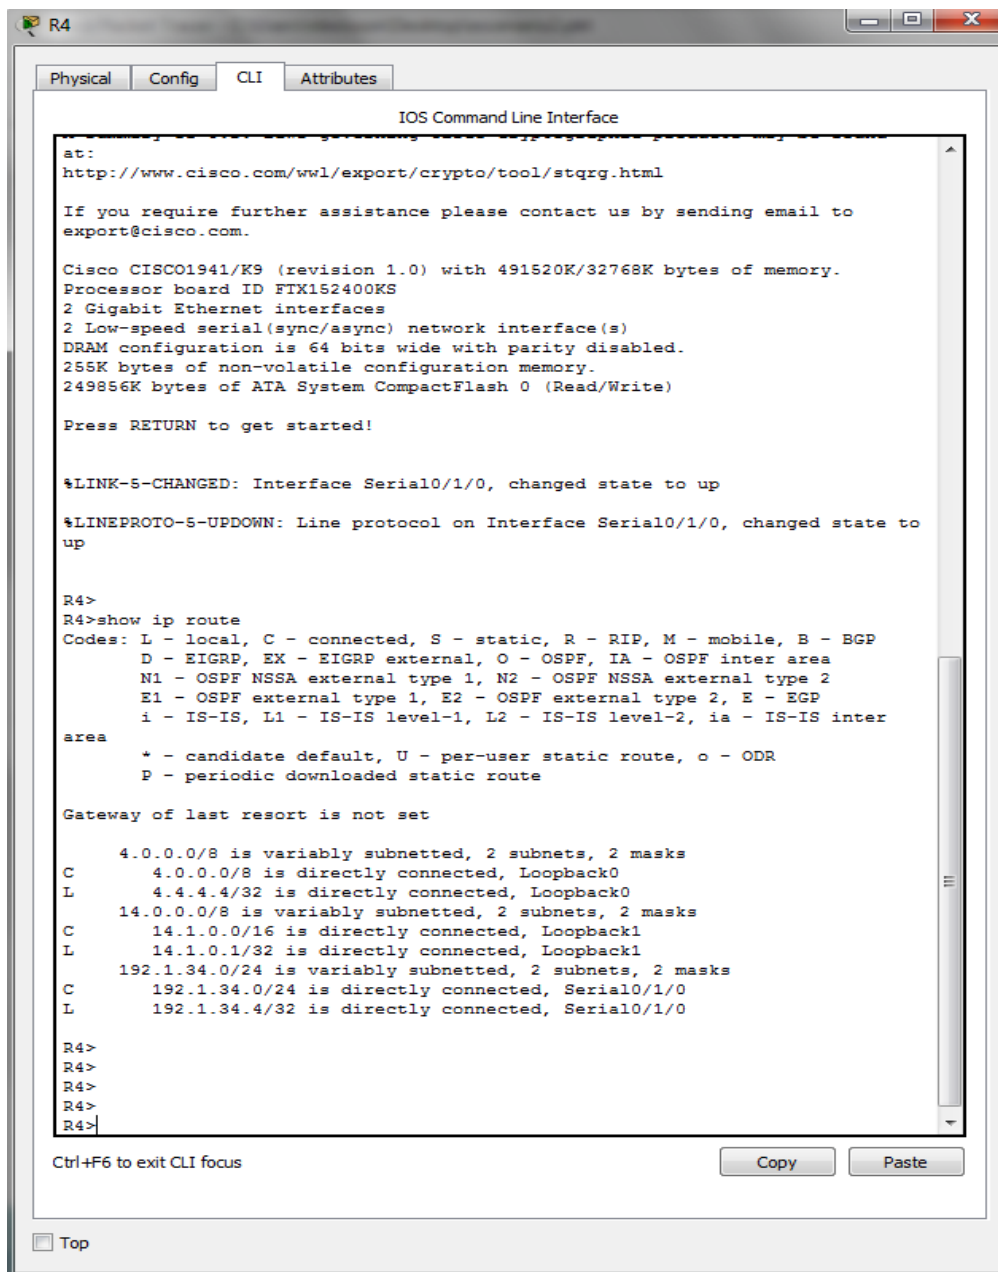 R4
Physical Config CLI Attributes
IOS Command Line Interface
at:
http://www.cisco.com/wwl/export/crypto/tool/stqrg.html
If you require further assistance please contact us by sending email to
export@cisco.com.
Cisco CISCO1941/K9 (revision 1.0) with 491520K/32768K bytes of memory.
Processor board ID FTX152400KS
2 Gigabit Ethernet interfaces
2 Low-speed serial(sync/async) network interface(s)
DRAM configuration is 64 bits wide with parity disabled.
255K bytes of non-volatile configuration memory.
249856K bytes of ATA System CompactFlash 0 (Read/Write)
Press RETURN to get started!
%LINK-5-CHANGED: Interface Serial0/1/0, changed state to up
%LINEPROTO-5-UPDOWN: Line protocol on Interface Serial0/1/0, changed state to
up
R4>
R4>show ip route
Codes: L - local, C - connected, S - static, R - RIP, M - mobile, B - BGP
D - EIGRP, EX - EIGRP external, O - OSPF, IA - OSPF inter area
N1 - OSPF NSSA external type 1, N2 - OSPF NSSA external type 2
E1 - OSPF external type 1, E2 - OSPF external type 2, E - EGP
i - IS-IS, L1 - IS-IS level-1, L2 - IS-IS level-2, ia - IS-IS inter
area
* - candidate default, U - per-user static route, o - ODR
P - periodic downloaded static route
Gateway of last resort is not set
4.0.0.0/8 is variably subnetted, 2 subnets, 2 masks
C 4.0.0.0/8 is directly connected, Loopback0
L 4.4.4.4/32 is directly connected, Loopback0
14.0.0.0/8 is variably subnetted, 2 subnets, 2 masks
C 14.1.0.0/16 is directly connected, Loopback1
L 14.1.0.1/32 is directly connected, Loopback1
192.1.34.0/24 is variably subnetted, 2 subnets, 2 masks
C 192.1.34.0/24 is directly connected, Serial0/1/0
L 192.1.34.4/32 is directly connected, Serial0/1/0
R4>
R4>
R4>
R4>
R4>
Ctrl+F6 to exit CLI focus
Copy Paste
Top